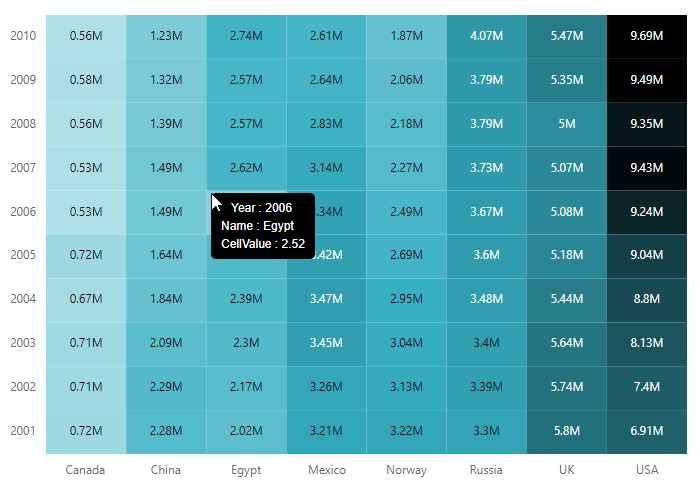 2010 0.56M 1.23M 2.74M 2.61M 1.87M 4.07M 5.47M 9.69M
2009 0.58M 1.32M 2.57M 2.64M 2.06M 3.79M 5.35M 9.49M
2008 0.56M 1.39M 2.57M 2.83M 2.18M 3.79M 5M 9.35M
2007 0.53M 1.49M 2.62M 3.14M 2.27M 3.73M 5.07M 9.43M
2006 0.53M 1.49M .34M 2.49M 3.67M 5.08M 9.24M
Year : 2006
Name : Egypt
CellValue : 2.52
2005 0.72M 1.64M .42M 2.69M 3.6M 5.18M 9.04M
2004 0.67M 1.84M 2.39M 3.47M 2.95M 3.48M 5.44M 8.8M
2003 0.71M 2.09M 2.3M 3.45M 3.04M 3.4M 5.64M 8.13M
2002 0.71M 2.29M 2.17M 3.26M 3.13M 3.39M 5.74M 7.4M
2001 0.72M 2.28M 2.02M 3.21M 3.22M 3.3M 5.8M 6.91M
Canada China Egypt Mexico Norway Russia UK USA